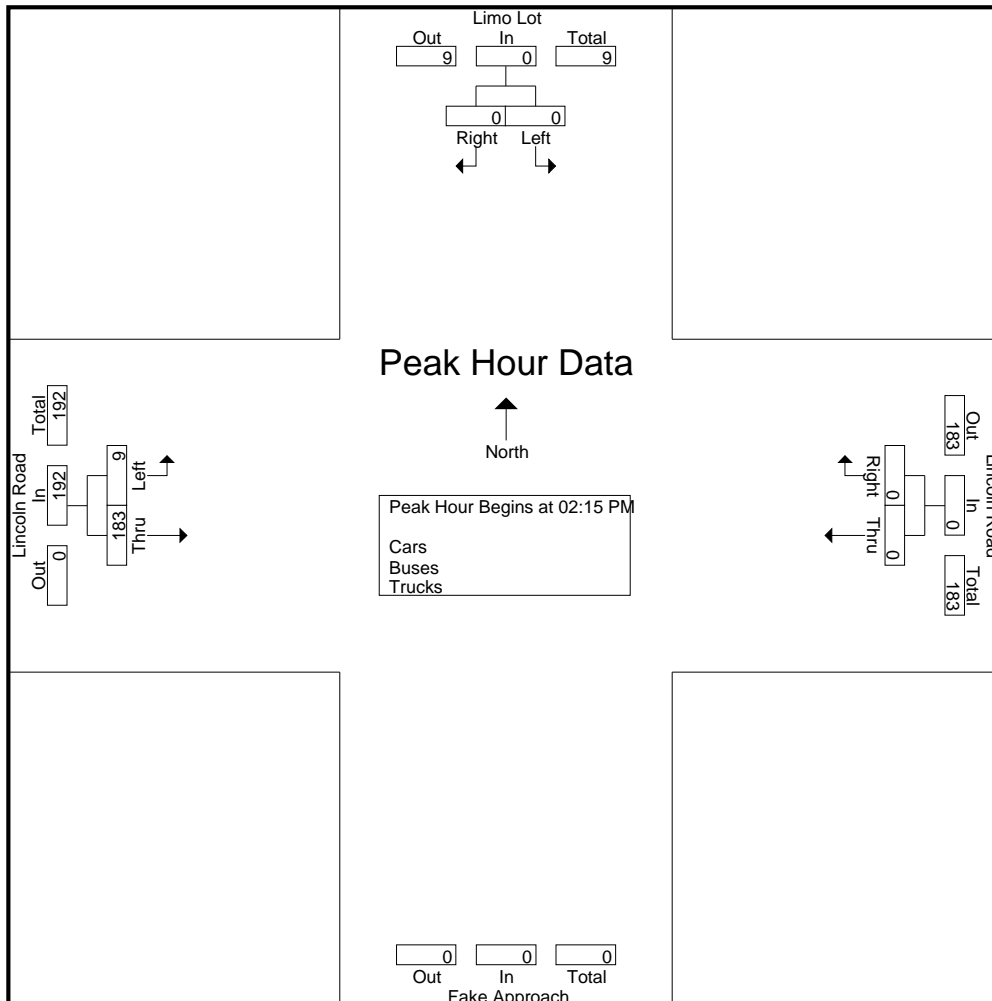 Limo Lot
Out In Total
9 0 9
0 0
Right Left
Peak Hour Data
North
Peak Hour Begins at 02:15 PM
Cars
Buses
Trucks
Lincoln Road
Total In Out
192 192 0
9 183
Left Thru
Lincoln Road
Out In Total
183 0 183
0 0
Right Thru
0 0 0
Out In Total
Fake Approach